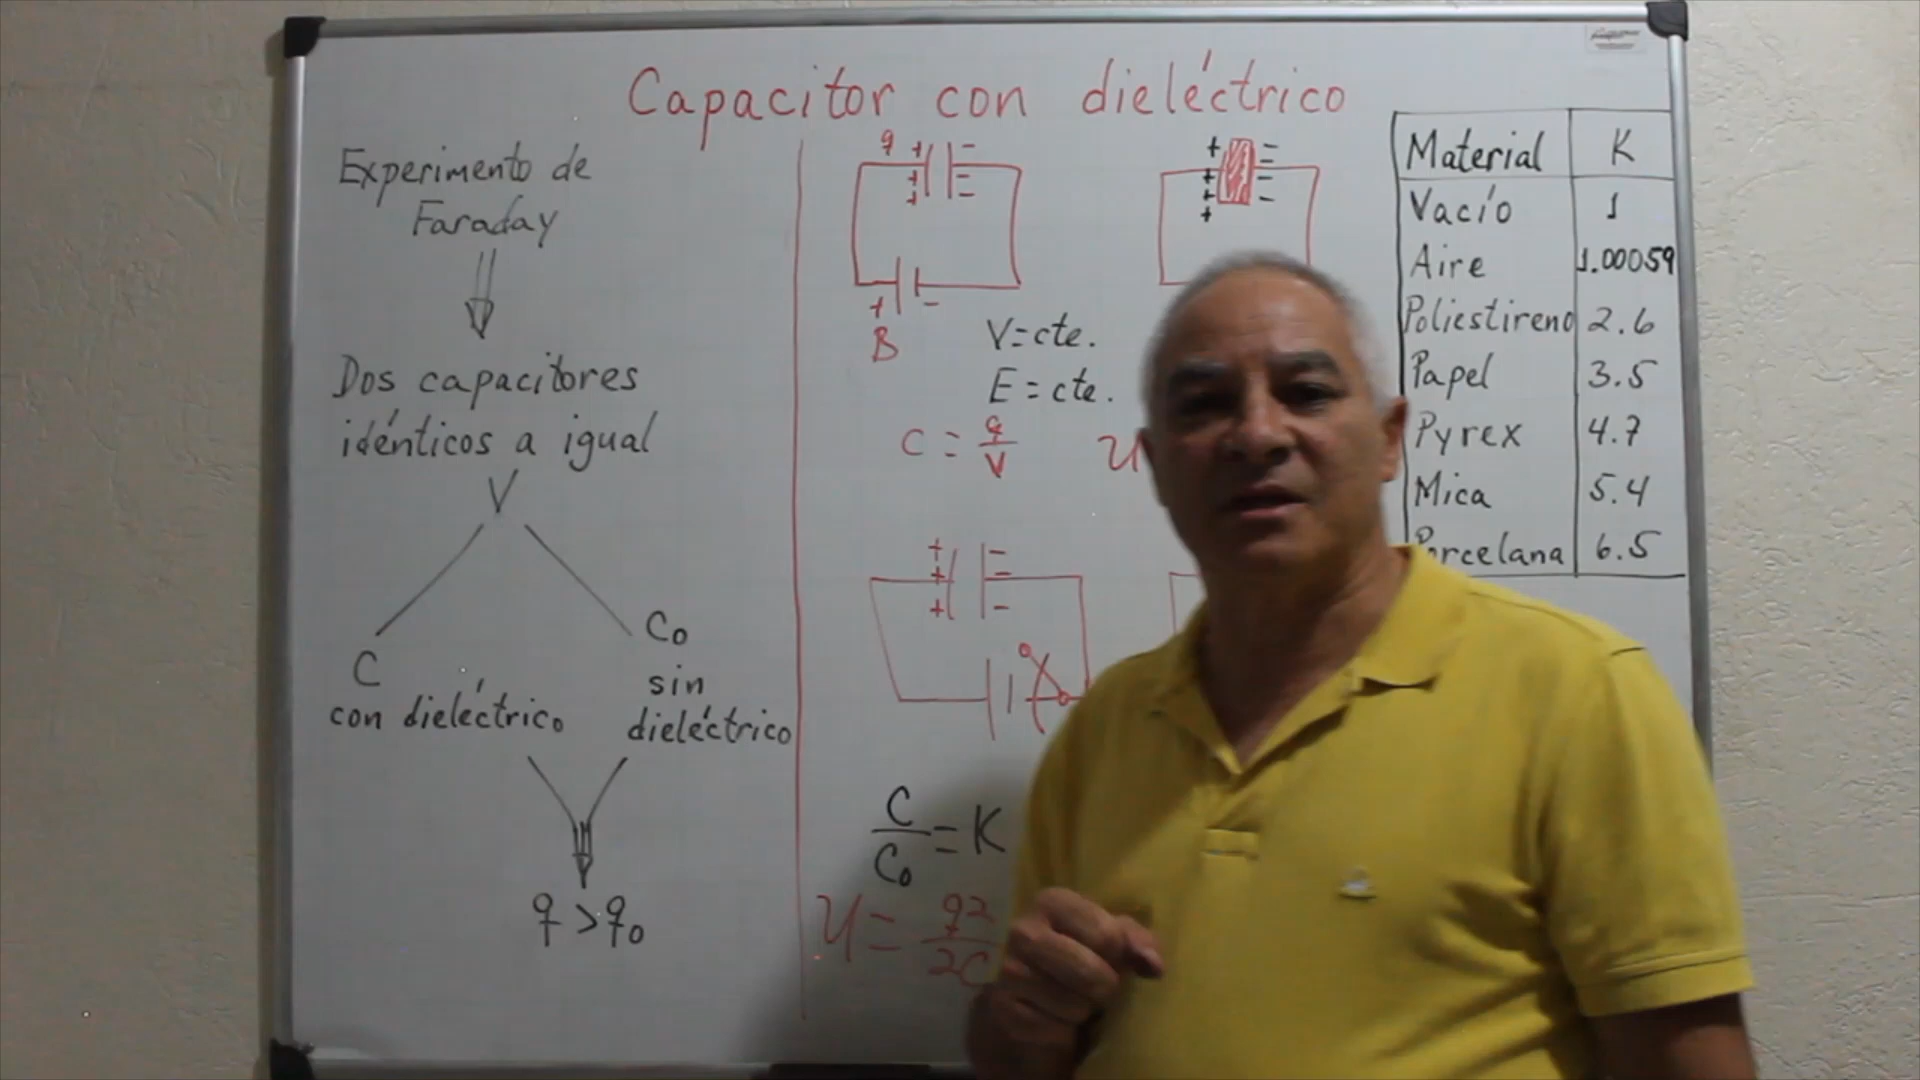 Capacitor con dieléctrico
Experimento de
Faraday
Dos capacitores
idénticos a igual
V
C
con dieléctrico
Co
sin
dieléctrico
q > qo
q + -
+ -
+ -
+ -
B
V = cte.
E = cte.
C = q/V
U
+ -
+ -
+ -
+
+ -
+ -
+ -
C/Co = K
U = q2/2C
Material K
Vacío 1
Aire 1.00059
Poliestireno 2.6
Papel 3.5
Pyrex 4.7
Mica 5.4
Porcelana 6.5